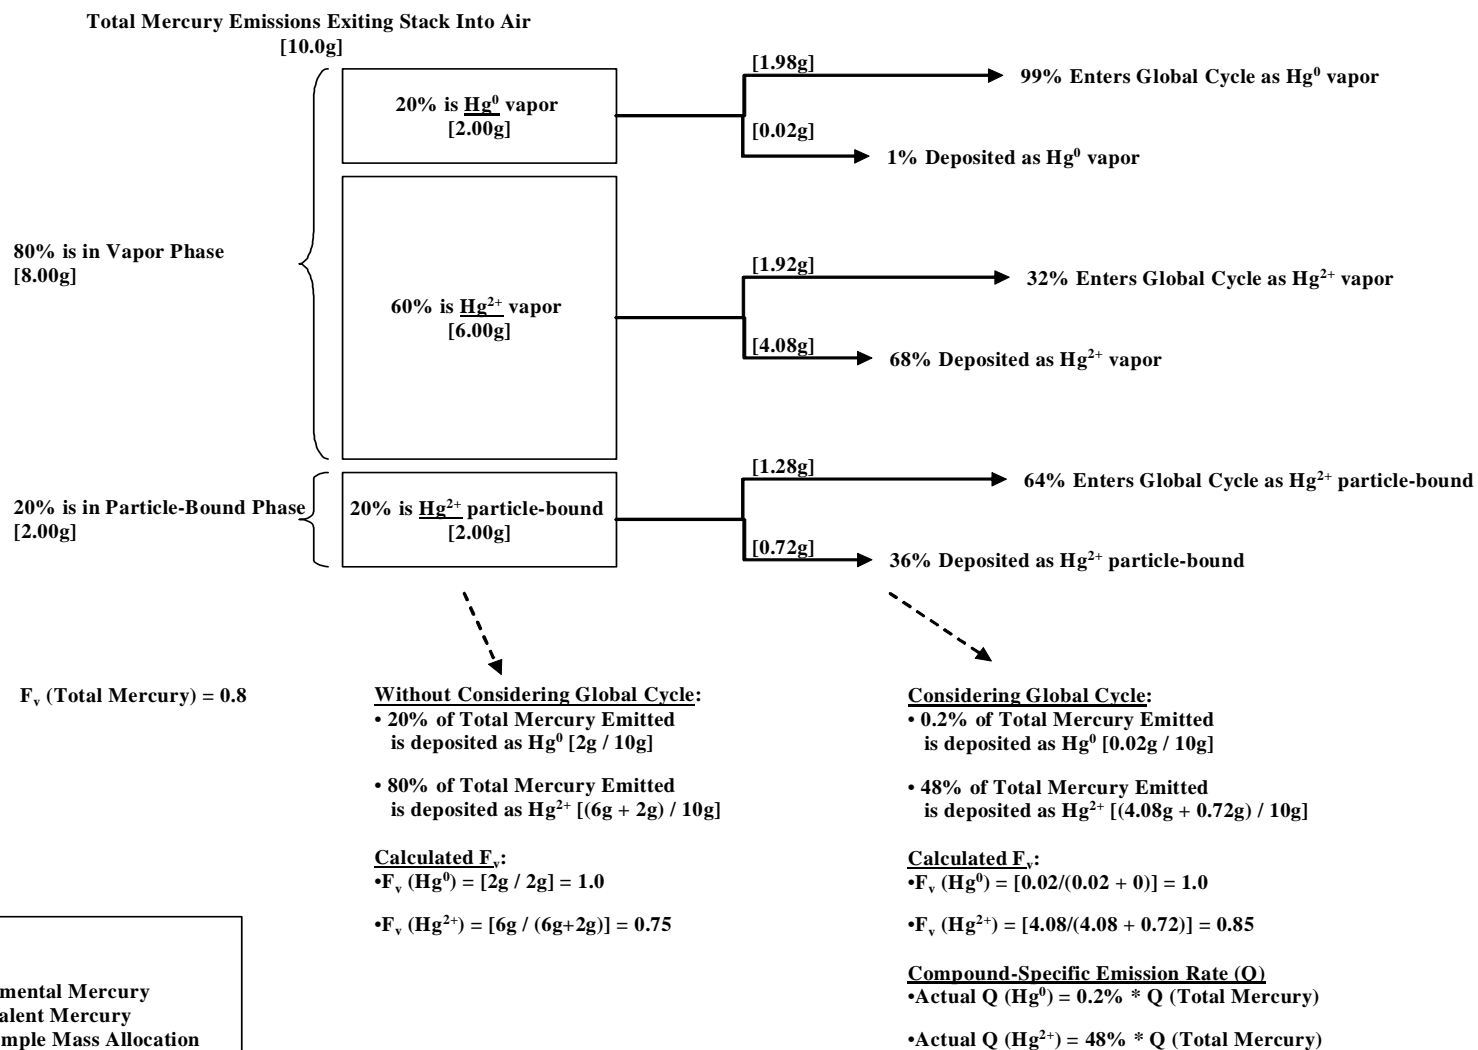 Total Mercury Emissions Exiting Stack Into Air
[10.0g]
80% is in Vapor Phase
[8.00g]
20% is Hg⁰ vapor
[2.00g]
[1.98g]
99% Enters Global Cycle as Hg⁰ vapor
[0.02g]
1% Deposited as Hg⁰ vapor
60% is Hg²⁺ vapor
[6.00g]
[1.92g]
32% Enters Global Cycle as Hg²⁺ vapor
[4.08g]
68% Deposited as Hg²⁺ vapor
20% is in Particle-Bound Phase
[2.00g]
20% is Hg²⁺ particle-bound
[2.00g]
[1.28g]
64% Enters Global Cycle as Hg²⁺ particle-bound
[0.72g]
36% Deposited as Hg²⁺ particle-bound
Fᵥ (Total Mercury) = 0.8
Without Considering Global Cycle:
• 20% of Total Mercury Emitted
is deposited as Hg⁰ [2g / 10g]
• 80% of Total Mercury Emitted
is deposited as Hg²⁺ [(6g + 2g) / 10g]
Calculated Fᵥ:
•Fᵥ (Hg⁰) = [2g / 2g] = 1.0
•Fᵥ (Hg²⁺) = [6g / (6g+2g)] = 0.75
Considering Global Cycle:
• 0.2% of Total Mercury Emitted
is deposited as Hg⁰ [0.02g / 10g]
• 48% of Total Mercury Emitted
is deposited as Hg²⁺ [(4.08g + 0.72g) / 10g]
Calculated Fᵥ:
•Fᵥ (Hg⁰) = [0.02/(0.02 + 0)] = 1.0
•Fᵥ (Hg²⁺) = [4.08/(4.08 + 0.72)] = 0.85
Compound-Specific Emission Rate (Q)
•Actual Q (Hg⁰) = 0.2% * Q (Total Mercury)
•Actual Q (Hg²⁺) = 48% * Q (Total Mercury)
mental Mercury
alent Mercury
mple Mass Allocation